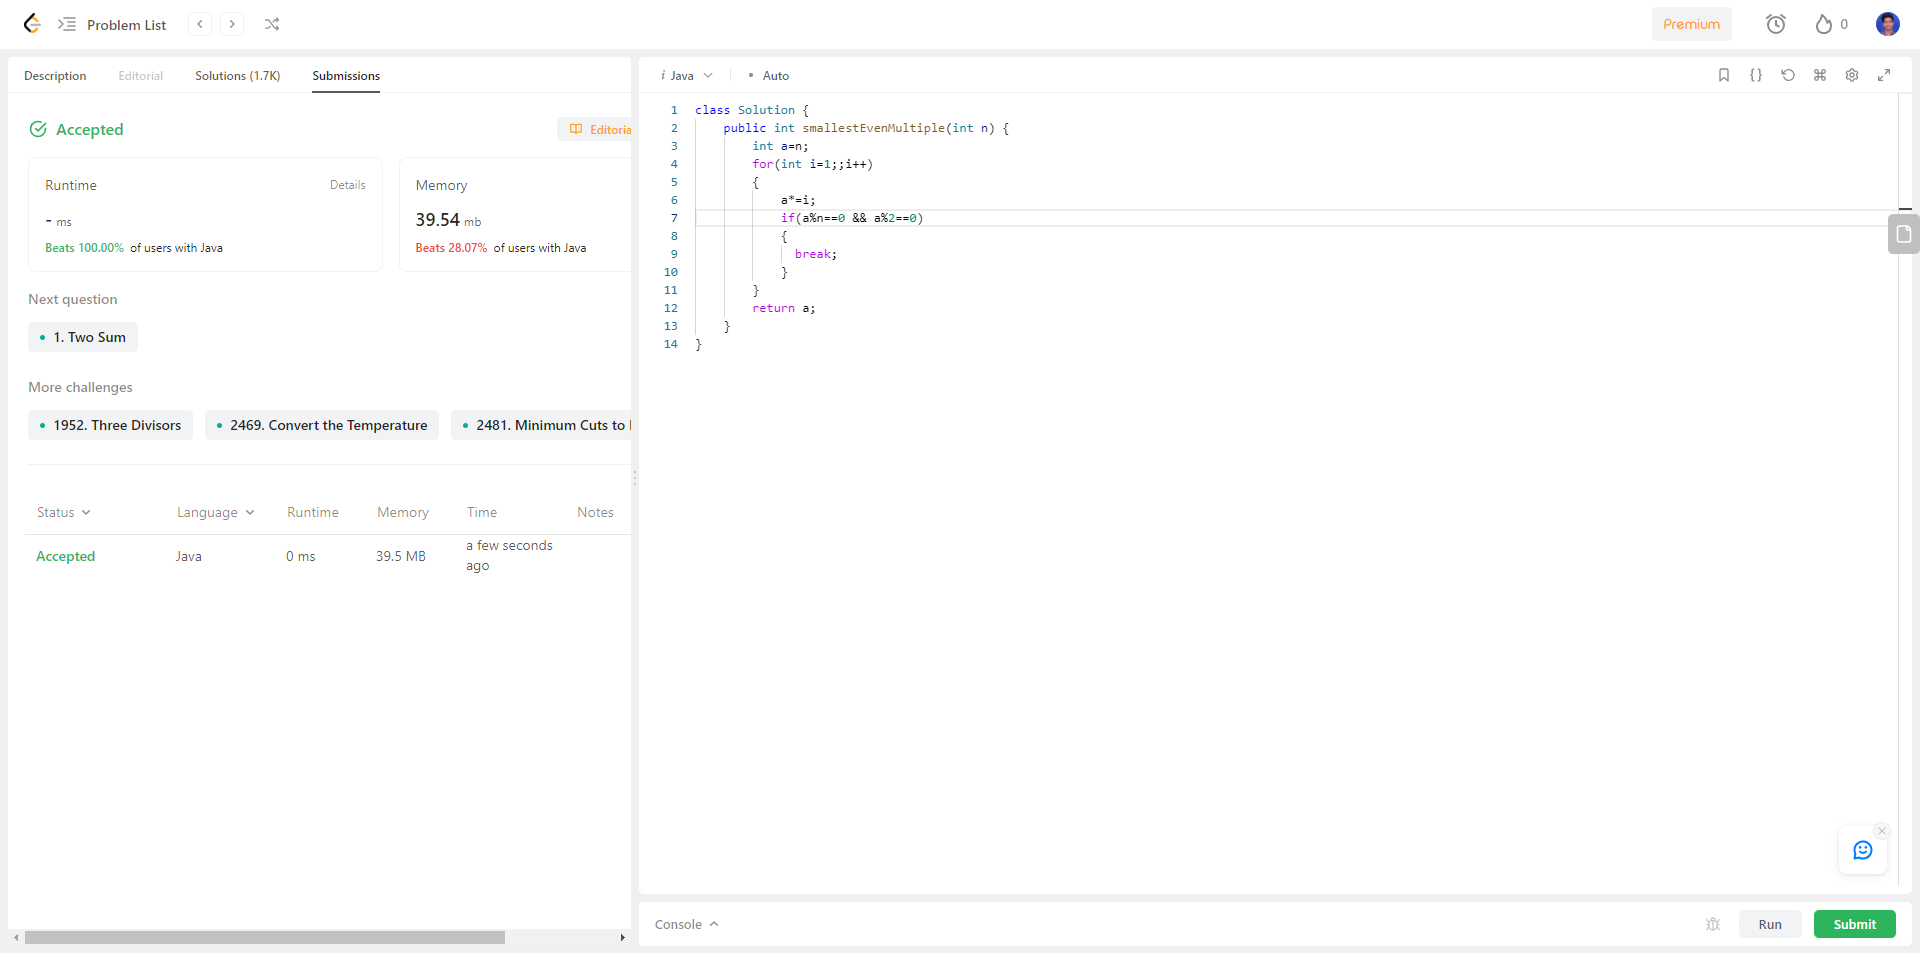 Problem List
Premium
0
Description Editorial Solutions (1.7K) Submissions
Accepted
Editoria
Runtime Details
- ms
Beats 100.00% of users with Java
Memory
39.54 mb
Beats 28.07% of users with Java
Next question
1. Two Sum
More challenges
1952. Three Divisors
2469. Convert the Temperature
2481. Minimum Cuts to
Status Language Runtime Memory Time Notes
Accepted Java 0 ms 39.5 MB a few seconds
ago
i Java • Auto
1 class Solution {
2 public int smallestEvenMultiple(int n) {
3 int a=n;
4 for(int i=1;;i++)
5 {
6 a*=i;
7 if(a%n==0 && a%2==0)
8 {
9 break;
10 }
11 }
12 return a;
13 }
14 }
Console
Run
Submit